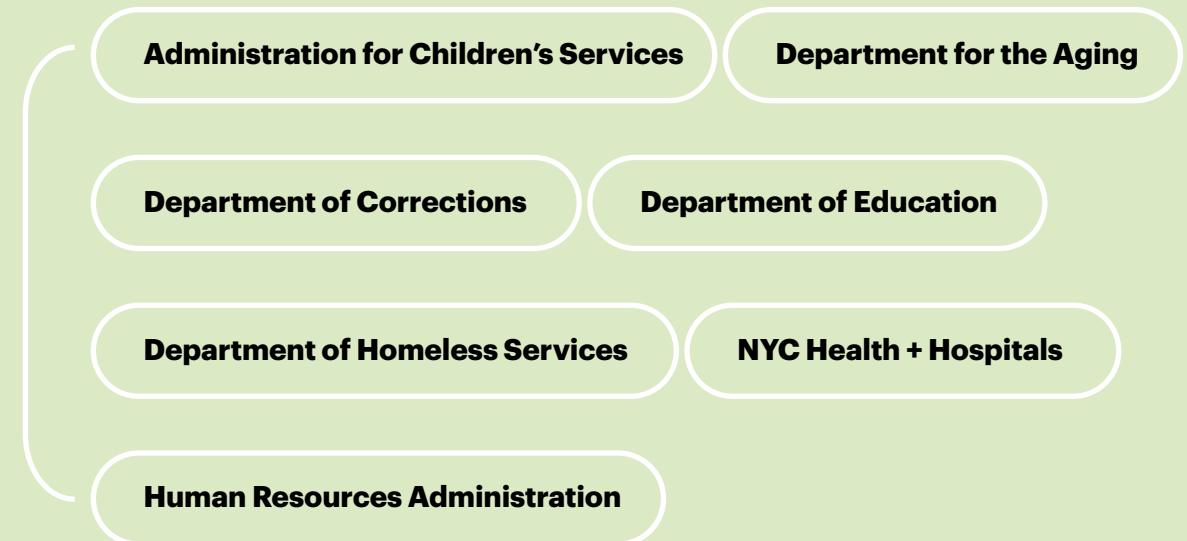 Administration for Children’s Services
Department for the Aging
Department of Corrections
Department of Education
Department of Homeless Services
NYC Health + Hospitals
Human Resources Administration